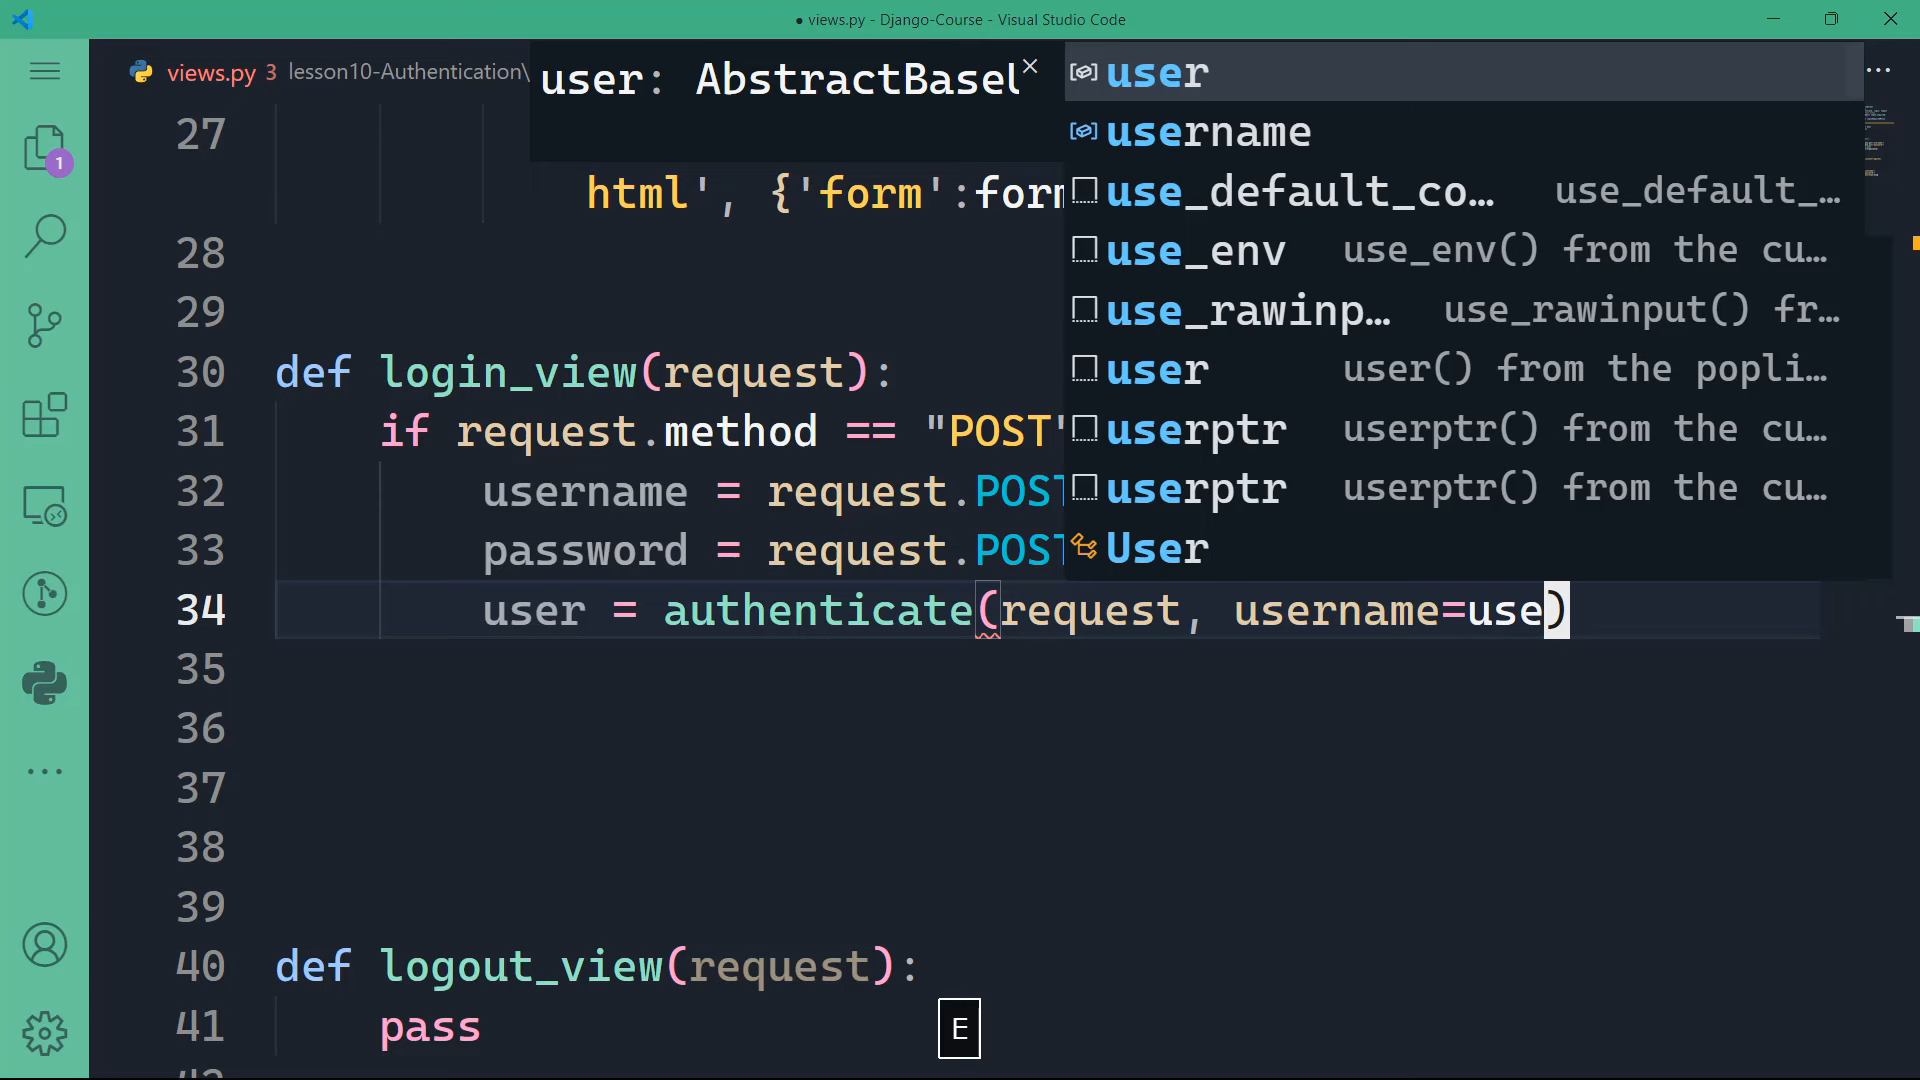 ● views.py - Django-Course - Visual Studio Code
views.py 3 lesson10-Authentication\
1
user: AbstractBaseU
user
username
use_default_co… use_default_…
use_env use_env() from the cu…
use_rawinp… use_rawinput() fr…
user user() from the popli…
userptr userptr() from the cu…
userptr userptr() from the cu…
User
27
html', {'form':form
28
29
30 def login_view(request):
31 if request.method == "POST"
32 username = request.POST
33 password = request.POST
34 user = authenticate(request, username=use)
35
36
37
38
39
40 def logout_view(request):
41 pass
E